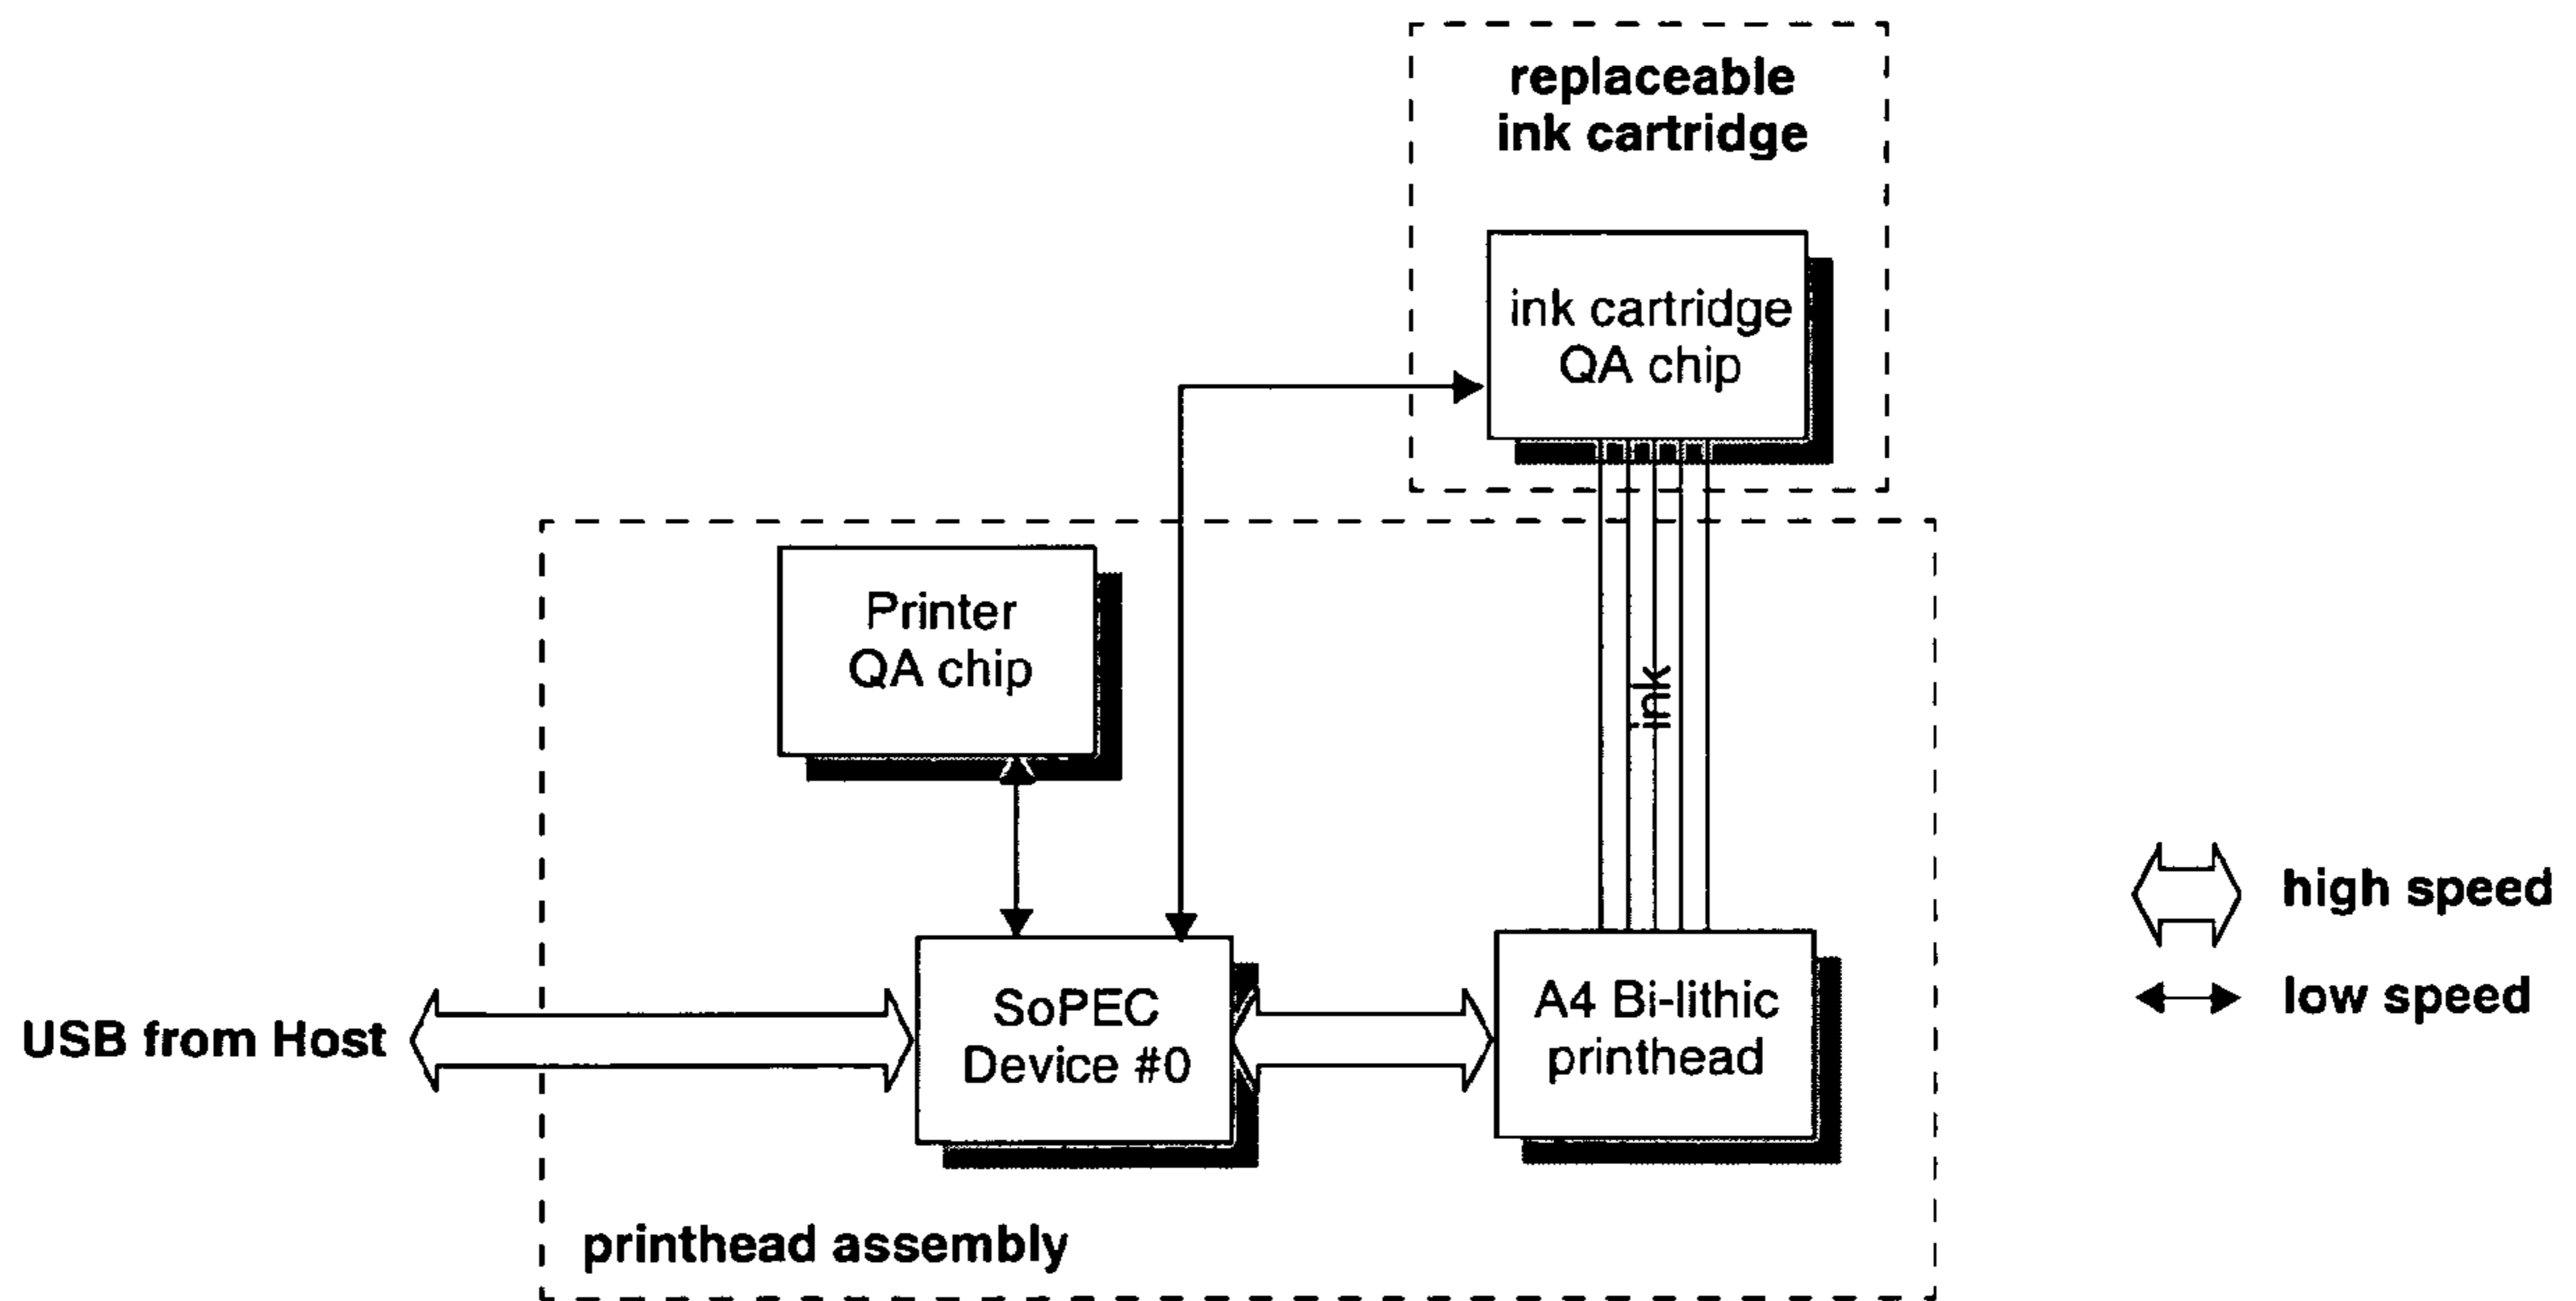 replaceable
ink cartridge
ink cartridge
QA chip
Printer
QA chip
ink
high speed
low speed
USB from Host
SoPEC
Device #0
A4 Bi-lithic
printhead
printhead assembly